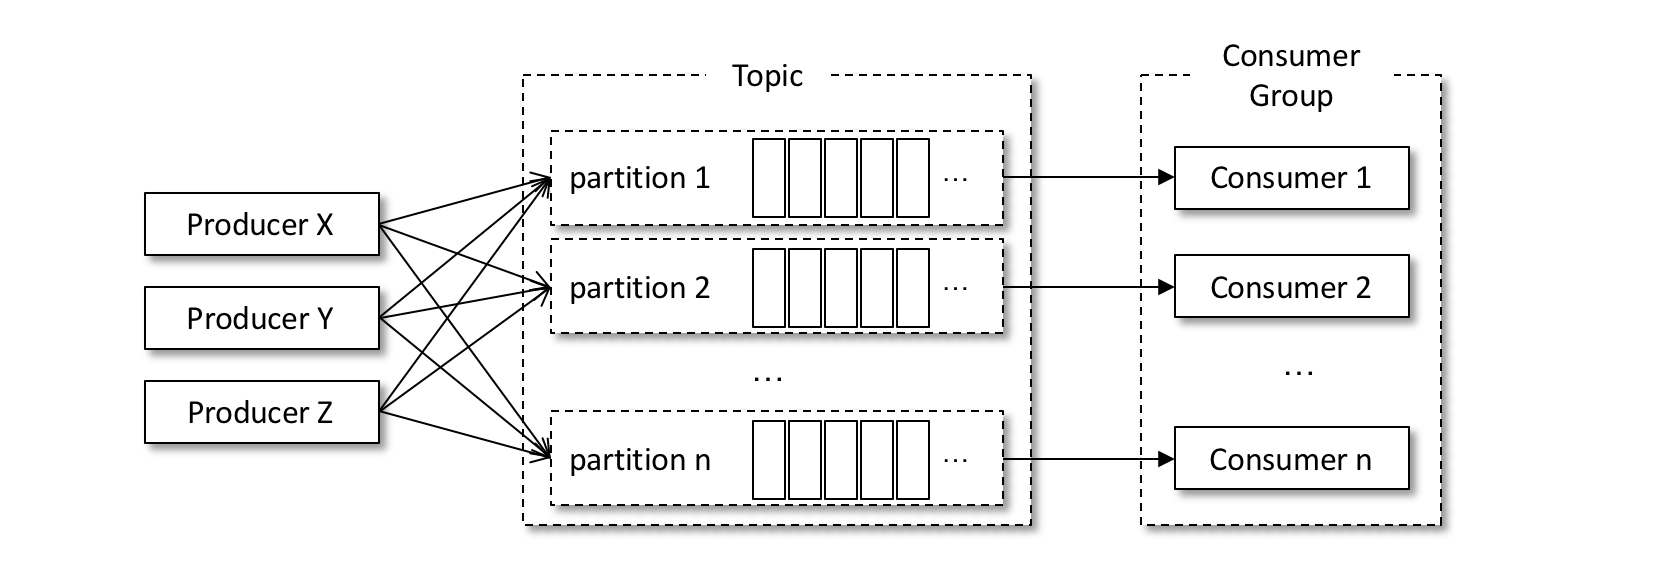 Topic
Consumer
Group
Producer X
Producer Y
Producer Z
partition 1
...
partition 2
...
...
partition n
...
Consumer 1
Consumer 2
...
Consumer n